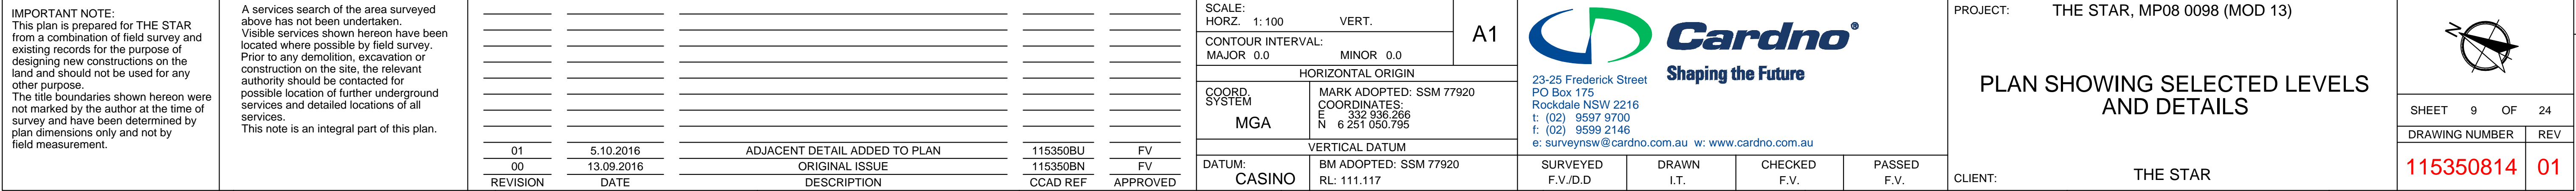 IMPORTANT NOTE:
This plan is prepared for THE STAR
from a combination of field survey and
existing records for the purpose of
designing new constructions on the
land and should not be used for any
other purpose.
The title boundaries shown hereon were
not marked by the author at the time of
survey and have been determined by
plan dimensions only and not by
field measurement.
A services search of the area surveyed
above has not been undertaken.
Visible services shown hereon have been
located where possible by field survey.
Prior to any demolition, excavation or
construction on the site, the relevant
authority should be contacted for
possible location of further underground
services and detailed locations of all
services.
This note is an integral part of this plan.
01 5.10.2016 ADJACENT DETAIL ADDED TO PLAN 115350BU FV
00 13.09.2016 ORIGINAL ISSUE 115350BN FV
REVISION DATE DESCRIPTION CCAD REF APPROVED
SCALE:
HORZ. 1: 100 VERT.
CONTOUR INTERVAL:
MAJOR 0.0 MINOR 0.0
A1
HORIZONTAL ORIGIN
COORD.
SYSTEM
MGA
MARK ADOPTED: SSM 77920
COORDINATES:
E 332 936.266
N 6 251 050.795
VERTICAL DATUM
DATUM:
CASINO
BM ADOPTED: SSM 77920
RL: 111.117
Cardno®
Shaping the Future
23-25 Frederick Street
PO Box 175
Rockdale NSW 2216
t: (02) 9597 9700
f: (02) 9599 2146
e: surveynsw@cardno.com.au w: www.cardno.com.au
SURVEYED DRAWN CHECKED PASSED
F.V./D.D I.T. F.V. F.V.
PROJECT: THE STAR, MP08 0098 (MOD 13)
PLAN SHOWING SELECTED LEVELS
AND DETAILS
CLIENT: THE STAR
N
SHEET 9 OF 24
DRAWING NUMBER REV
115350814 01